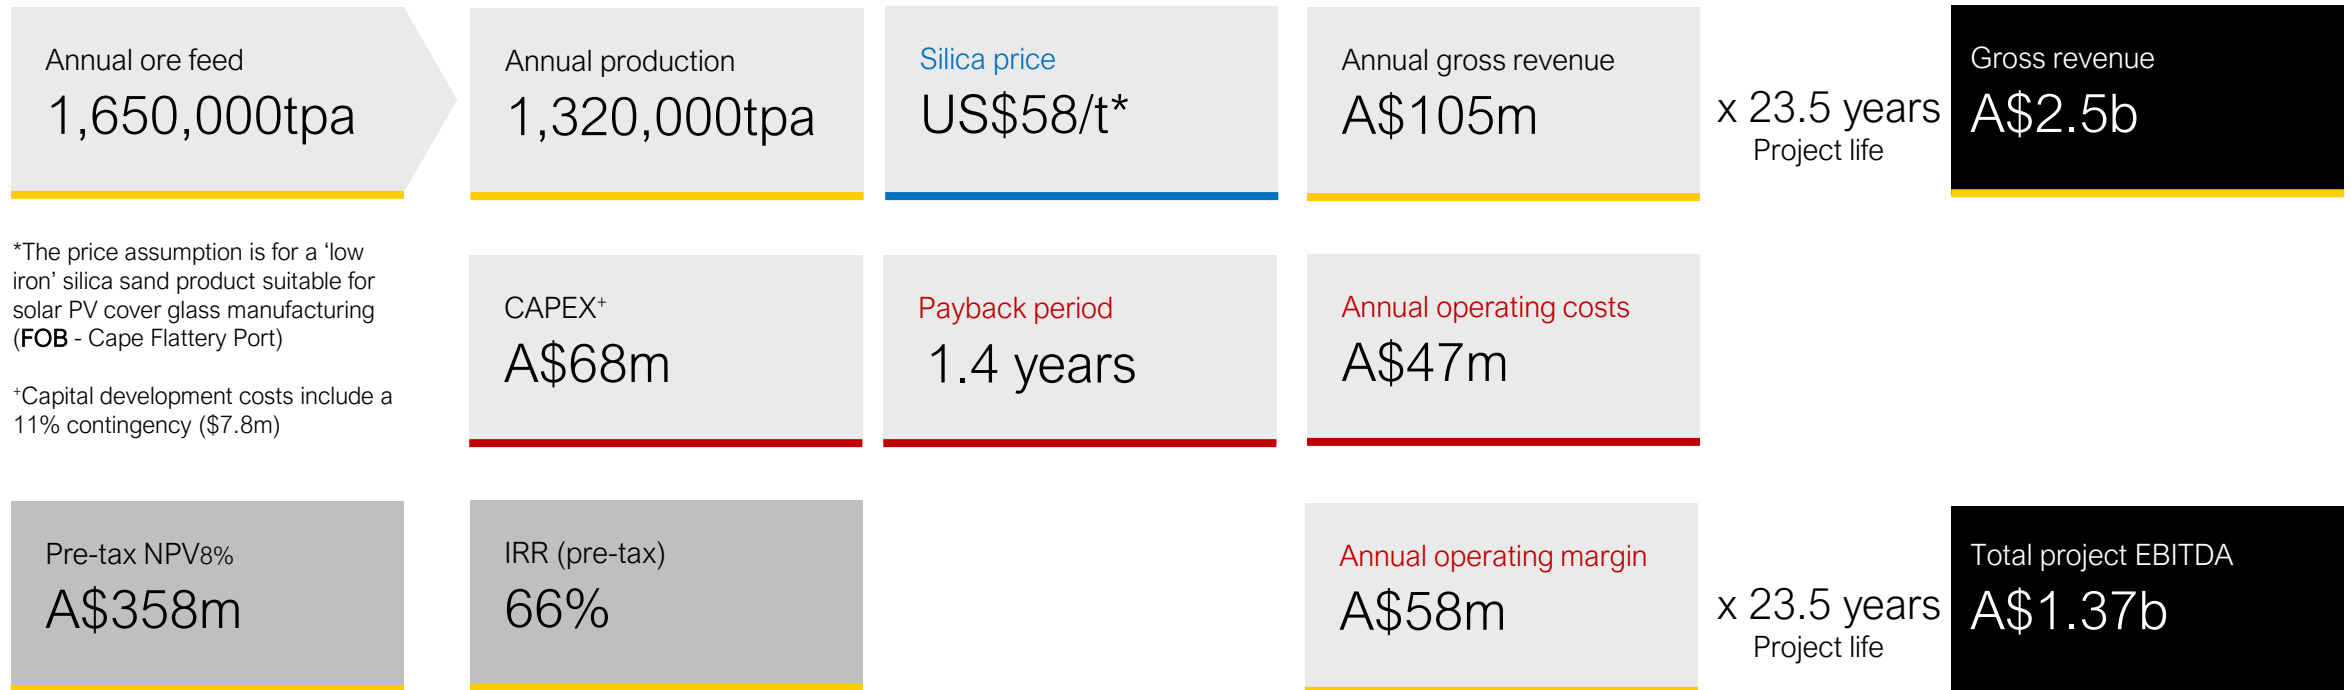 Annual ore feed
1,650,000tpa
Annual production
1,320,000tpa
Silica price
US$58/t*
Annual gross revenue
A$105m
x 23.5 years
Project life
Gross revenue
A$2.5b
*The price assumption is for a ‘low
iron’ silica sand product suitable for
solar PV cover glass manufacturing
(FOB - Cape Flattery Port)
+Capital development costs include a
11% contingency ($7.8m)
CAPEX+
A$68m
Payback period
1.4 years
Annual operating costs
A$47m
Pre-tax NPV8%
A$358m
IRR (pre-tax)
66%
Annual operating margin
A$58m
x 23.5 years
Project life
Total project EBITDA
A$1.37b